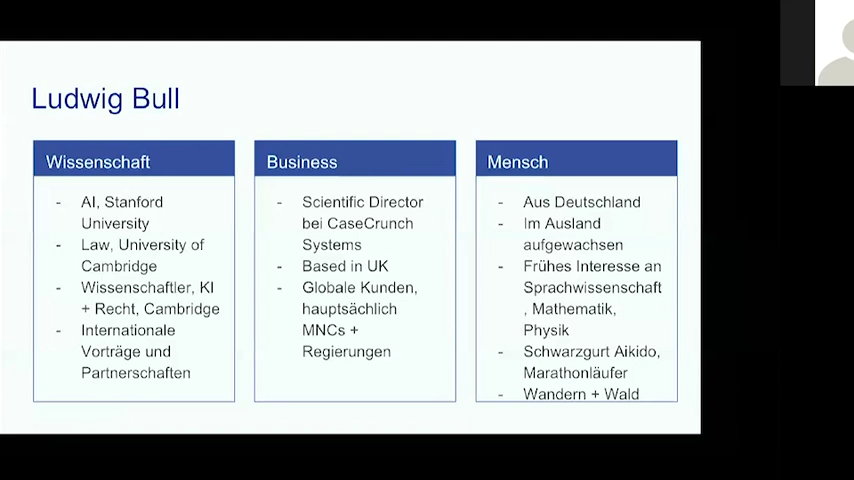 Ludwig Bull
Wissenschaft
- AI, Stanford
University
- Law, University of
Cambridge
- Wissenschaftler, KI
+ Recht, Cambridge
- Internationale
Vorträge und
Partnerschaften
Business
- Scientific Director
bei CaseCrunch
Systems
- Based in UK
- Globale Kunden,
hauptsächlich
MNCs +
Regierungen
Mensch
- Aus Deutschland
- Im Ausland
aufgewachsen
- Frühes Interesse an
Sprachwissenschaft
, Mathematik,
Physik
- Schwarzgurt Aikido,
Marathonläufer
- Wandern + Wald